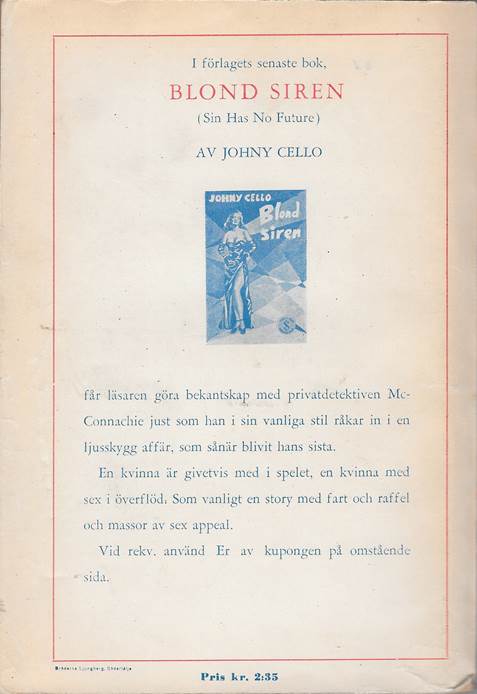 I förlagets senaste bok,
BLOND SIREN
(Sin Has No Future)
AV JOHNY CELLO
JOHNY CELLO
Blond
Siren
får läsaren göra bekantskap med privatdetektiven Mc-
Connachie just som han i sin vanliga stil råkar in i en
ljusskygg affär, som sånär blivit hans sista.
En kvinna är givetvis med i spelet, en kvinna med
sex i överflöd. Som vanligt en story med fart och raffel
och massor av sex appeal.
Vid rekv. använd Er av kupongen på omstående
sida.
Bröderna Ljungberg, Södertälje
Pris kr. 2:35